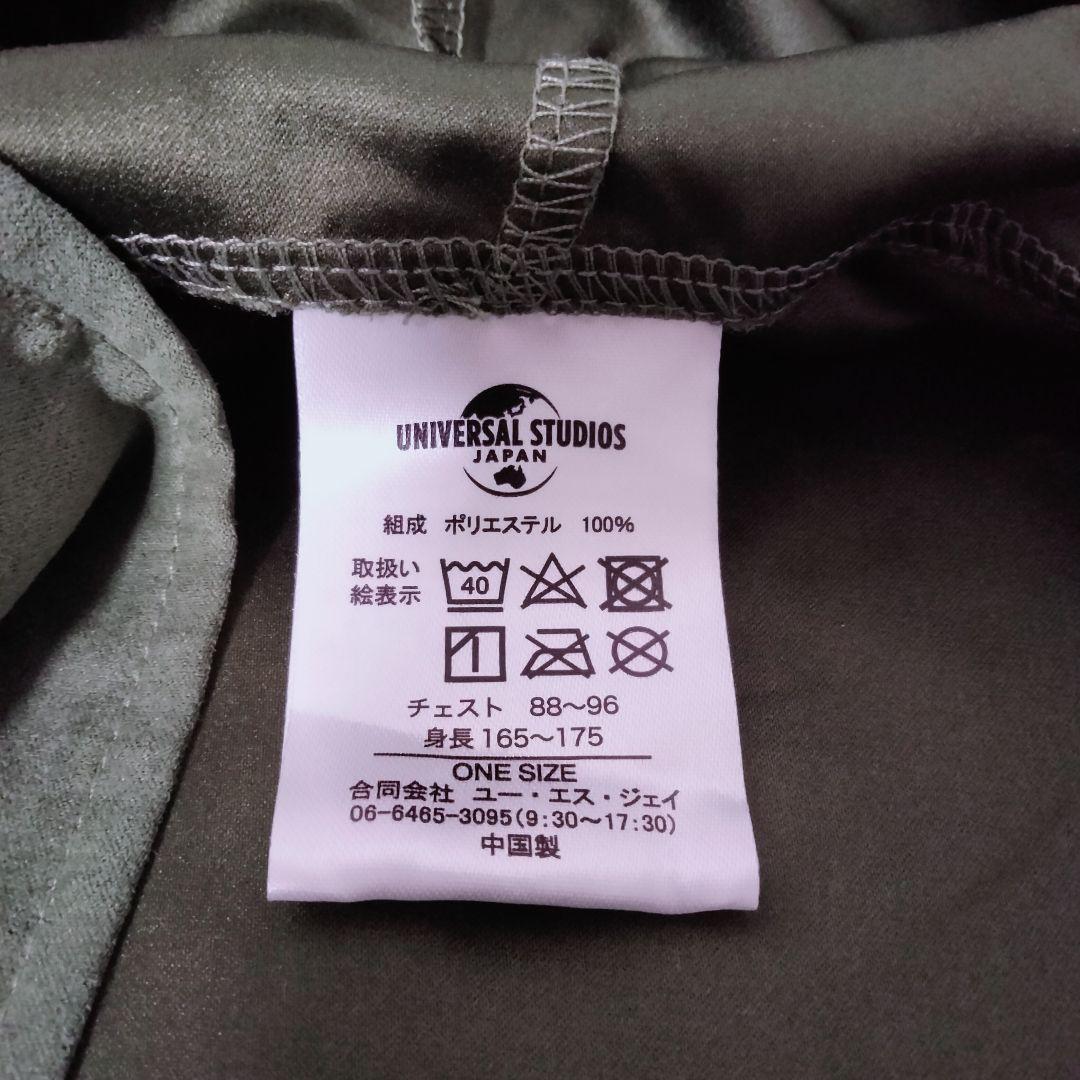 UNIVERSAL STUDIOS
JAPAN
組成 ポリエステル 100%
取扱い
絵表示
40
チェスト 88〜96
身長 165〜175
ONE SIZE
合同会社 ユー・エス・ジェイ
06-6465-3095(9:30〜17:30)
中国製